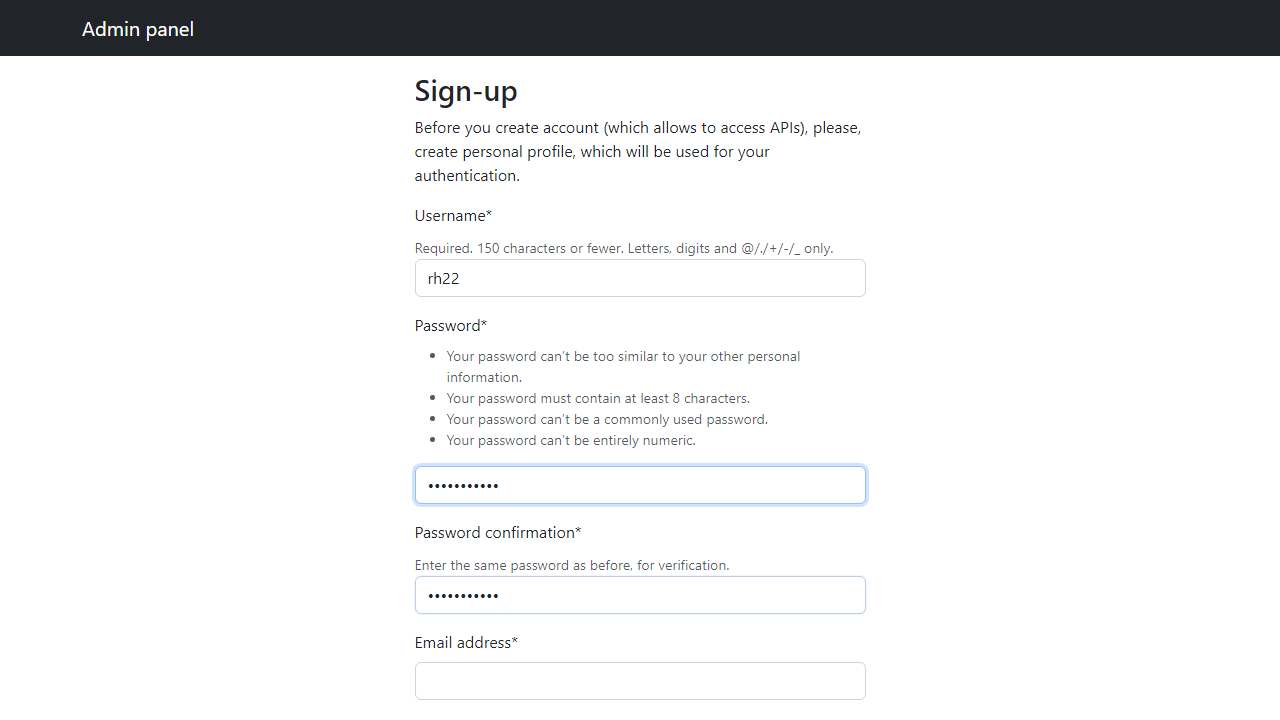 Admin panel
Sign-up
Before you create account (which allows to access APIs), please,
create personal profile, which will be used for your
authentication.
Username*
Required. 150 characters or fewer. Letters, digits and @/./+/-/_ only.
rh22
Password*
• Your password can't be too similar to your other personal
information.
• Your password must contain at least 8 characters.
• Your password can't be a commonly used password.
• Your password can't be entirely numeric.
•••••••••••
Password confirmation*
Enter the same password as before, for verification.
•••••••••••
Email address*